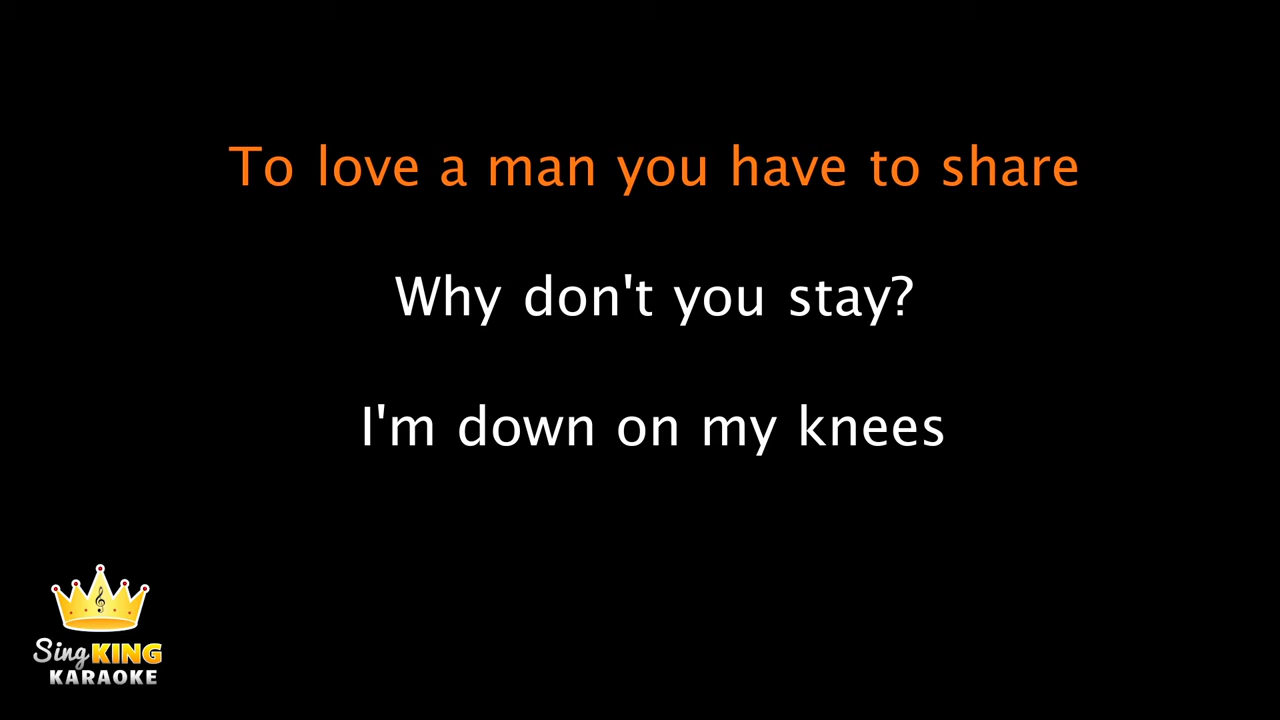 To love a man you have to share
Why don't you stay?
I'm down on my knees
Sing KING
KARAOKE